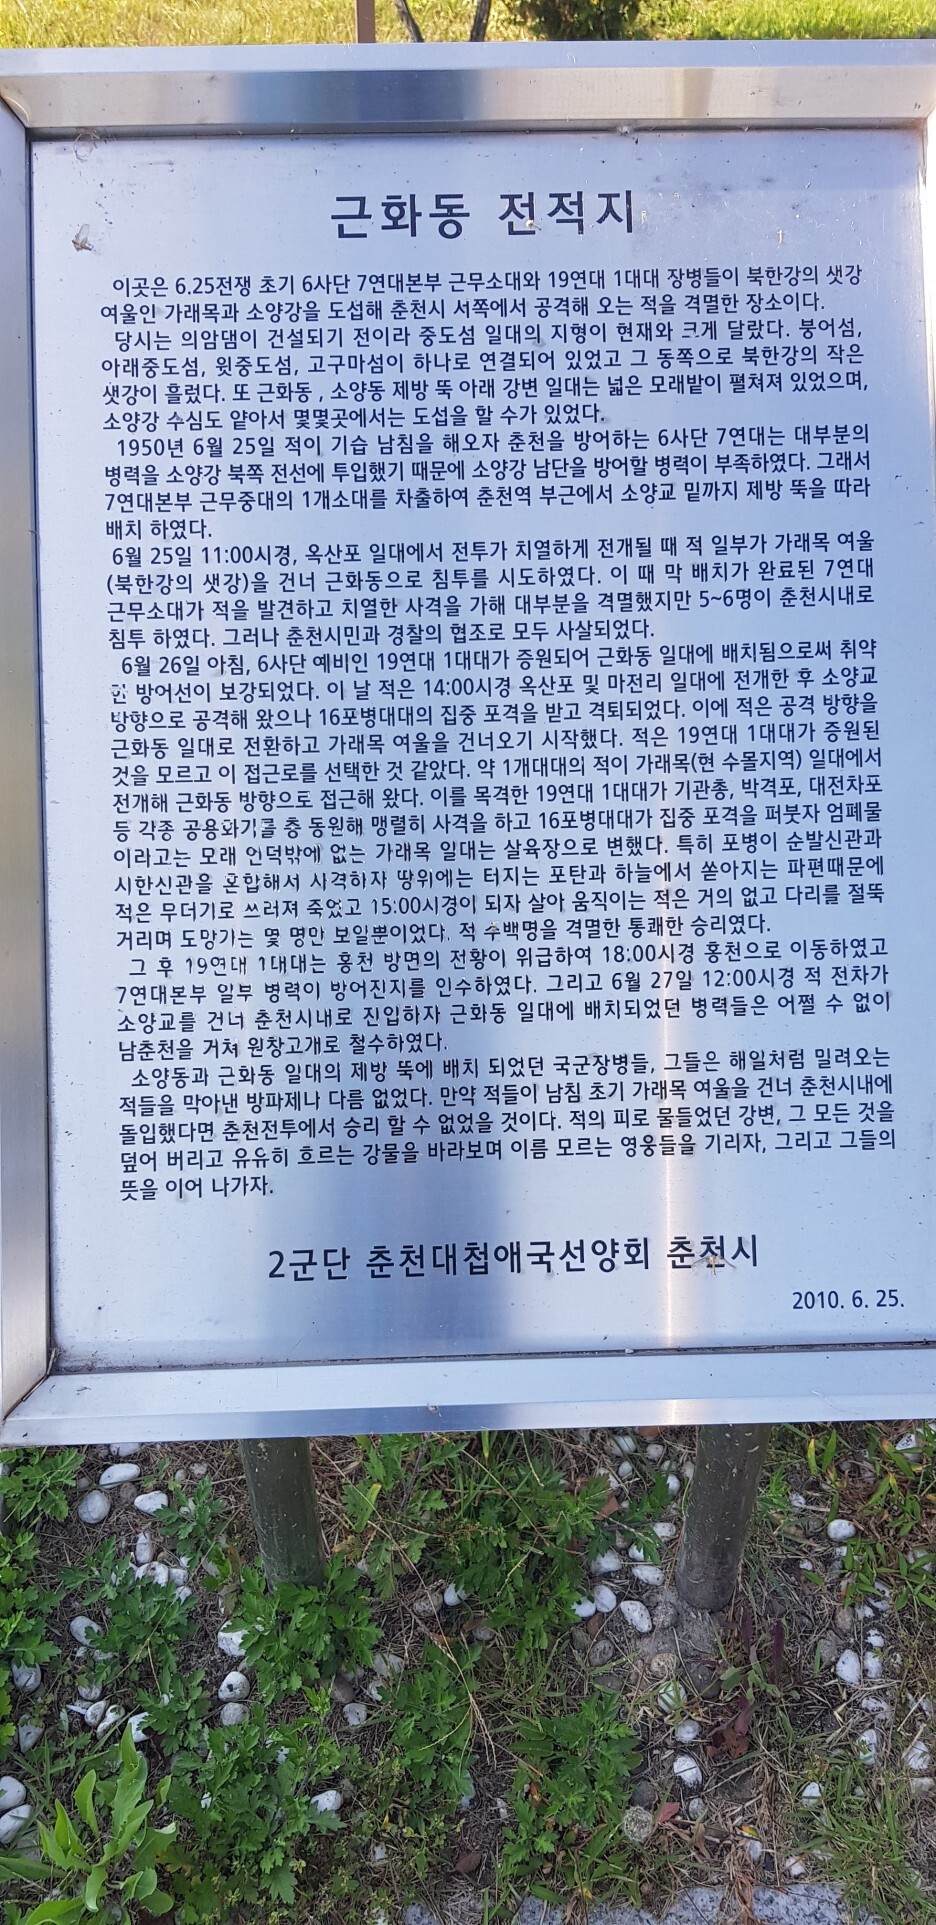 근화동 전적지
이곳은 6.25전쟁 초기 6사단 7연대본부 근무소대와 19연대 1대대 장병들이 북한강의 샛강
여울인 가래목과 소양강을 도섭해 춘천시 서쪽에서 공격해 오는 적을 격멸한 장소이다.
당시는 의암댐이 건설되기 전이라 중도섬 일대의 지형이 현재와 크게 달랐다. 붕어섬,
아래중도섬, 윗중도섬, 고구마섬이 하나로 연결되어 있었고 그 동쪽으로 북한강의 작은
샛강이 흘렀다. 또 근화동 , 소양동 제방 뚝 아래 강변 일대는 넓은 모래밭이 펼쳐져 있었으며,
소양강 수심도 얕아서 몇몇곳에서는 도섭을 할 수가 있었다.
1950년 6월 25일 적이 기습 남침을 해오자 춘천을 방어하는 6사단 7연대는 대부분의
병력을 소양강 북쪽 전선에 투입했기 때문에 소양강 남단을 방어할 병력이 부족하였다. 그래서
7연대본부 근무중대의 1개소대를 차출하여 춘천역 부근에서 소양교 밑까지 제방 뚝을 따라
배치 하였다.
6월 25일 11:00시경, 옥산포 일대에서 전투가 치열하게 전개될 때 적 일부가 가래목 여울
(북한강의 샛강)을 건너 근화동으로 침투를 시도하였다. 이 때 막 배치가 완료된 7연대
근무소대가 적을 발견하고 치열한 사격을 가해 대부분을 격멸했지만 5~6명이 춘천시내로
침투 하였다. 그러나 춘천시민과 경찰의 협조로 모두 사살되었다.
6월 26일 아침, 6사단 예비인 19연대 1대대가 증원되어 근화동 일대에 배치됨으로써 취약
한 방어선이 보강되었다. 이 날 적은 14:00시경 옥산포 및 마전리 일대에 전개한 후 소양교
방향으로 공격해 왔으나 16포병대대의 집중 포격을 받고 격퇴되었다. 이에 적은 공격 방향을
근화동 일대로 전환하고 가래목 여울을 건너오기 시작했다. 적은 19연대 1대대가 증원된
것을 모르고 이 접근로를 선택한 것 같았다. 약 1개대대의 적이 가래목(현 수몰지역) 일대에서
전개해 근화동 방향으로 접근해 왔다. 이를 목격한 19연대 1대대가 기관총, 박격포, 대전차포
등 각종 공용화기를 총 동원해 맹렬히 사격을 하고 16포병대대가 집중 포격을 퍼붓자 엄폐물
이라고는 모래 언덕밖에 없는 가래목 일대는 살육장으로 변했다. 특히 포병이 순발신관과
시한신관을 혼합해서 사격하자 땅위에는 터지는 포탄과 하늘에서 쏟아지는 파편때문에
적은 무더기로 쓰러져 죽었고 15:00시경이 되자 살아 움직이는 적은 거의 없고 다리를 절뚝
거리며 도망가는 몇 명만 보일뿐이었다. 적 수백명을 격멸한 통쾌한 승리였다.
그 후 19연대 1대대는 홍천 방면의 전황이 위급하여 18:00시경 홍천으로 이동하였고
7연대본부 일부 병력이 방어진지를 인수하였다. 그리고 6월 27일 12:00시경 적 전차가
소양교를 건너 춘천시내로 진입하자 근화동 일대에 배치되었던 병력들은 어쩔 수 없이
남춘천을 거쳐 원창고개로 철수하였다.
소양동과 근화동 일대의 제방 뚝에 배치 되었던 국군장병들, 그들은 해일처럼 밀려오는
적들을 막아낸 방파제나 다름 없었다. 만약 적들이 남침 초기 가래목 여울을 건너 춘천시내에
돌입했다면 춘천전투에서 승리 할 수 없었을 것이다. 적의 피로 물들었던 강변, 그 모든 것을
덮어 버리고 유유히 흐르는 강물을 바라보며 이름 모르는 영웅들을 기리자, 그리고 그들의
뜻을 이어 나가자.
2군단 춘천대첩애국선양회 춘천시
2010. 6. 25.